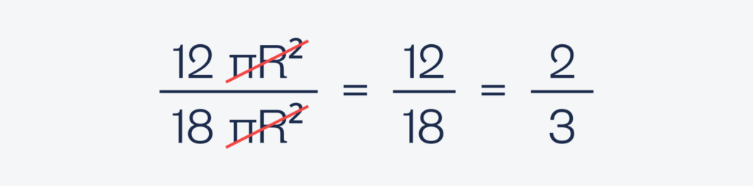 12 πR² / 18 πR² = 12 / 18 = 2 / 3